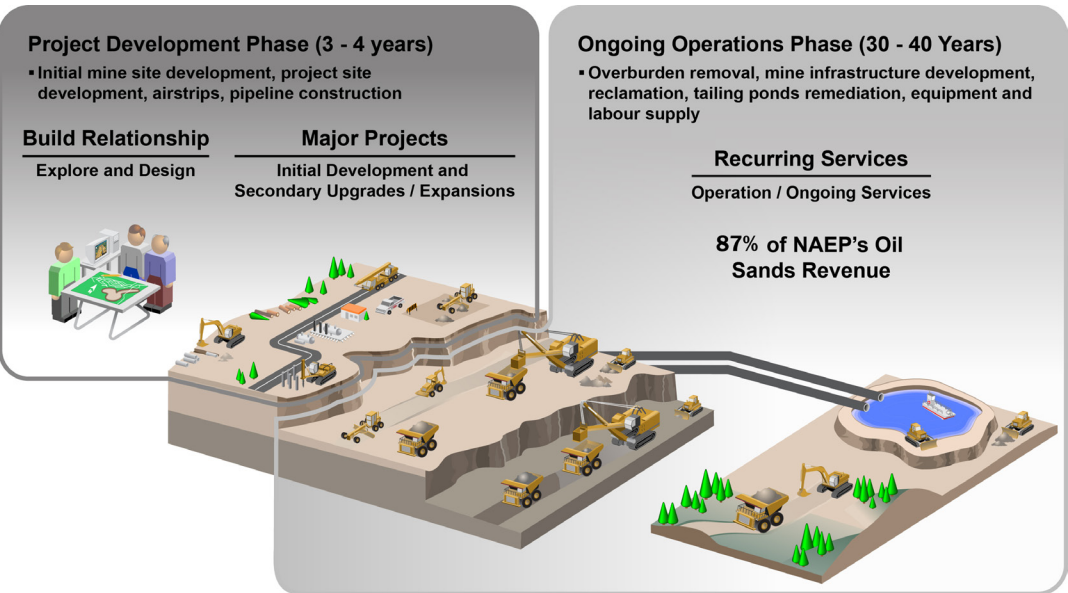 Project Development Phase (3 - 4 years)
▪ Initial mine site development, project site
development, airstrips, pipeline construction
Build Relationship
Explore and Design
Major Projects
Initial Development and
Secondary Upgrades / Expansions
Ongoing Operations Phase (30 - 40 Years)
▪ Overburden removal, mine infrastructure development,
reclamation, tailing ponds remediation, equipment and
labour supply
Recurring Services
Operation / Ongoing Services
87% of NAEP's Oil
Sands Revenue